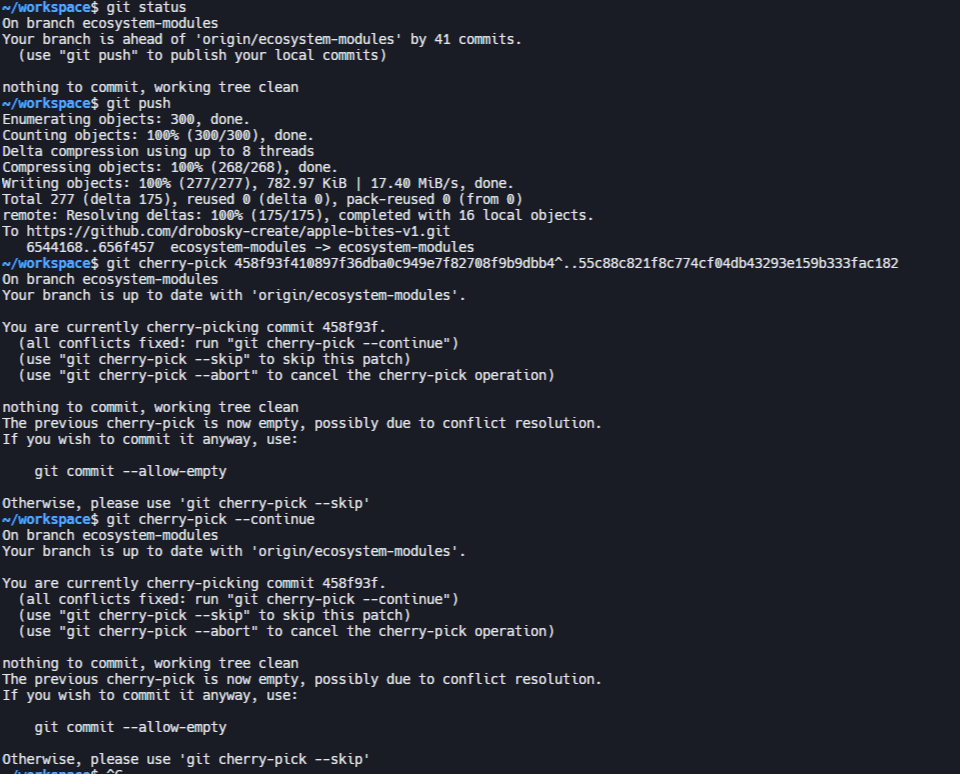 ~/workspace$ git status
On branch ecosystem-modules
Your branch is ahead of 'origin/ecosystem-modules' by 41 commits.
  (use "git push" to publish your local commits)

nothing to commit, working tree clean
~/workspace$ git push
Enumerating objects: 300, done.
Counting objects: 100% (300/300), done.
Delta compression using up to 8 threads
Compressing objects: 100% (268/268), done.
Writing objects: 100% (277/277), 782.97 KiB | 17.40 MiB/s, done.
Total 277 (delta 175), reused 0 (delta 0), pack-reused 0 (from 0)
remote: Resolving deltas: 100% (175/175), completed with 16 local objects.
To https://github.com/drobosky-create/apple-bites-v1.git
   6544168..656f457  ecosystem-modules -> ecosystem-modules
~/workspace$ git cherry-pick 458f93f410897f36dba0c949e7f82708f9b9dbb4^..55c88c821f8c774cf04db43293e159b333fac182
On branch ecosystem-modules
Your branch is up to date with 'origin/ecosystem-modules'.

You are currently cherry-picking commit 458f93f.
  (all conflicts fixed: run "git cherry-pick --continue")
  (use "git cherry-pick --skip" to skip this patch)
  (use "git cherry-pick --abort" to cancel the cherry-pick operation)

nothing to commit, working tree clean
The previous cherry-pick is now empty, possibly due to conflict resolution.
If you wish to commit it anyway, use:

    git commit --allow-empty

Otherwise, please use 'git cherry-pick --skip'
~/workspace$ git cherry-pick --continue
On branch ecosystem-modules
Your branch is up to date with 'origin/ecosystem-modules'.

You are currently cherry-picking commit 458f93f.
  (all conflicts fixed: run "git cherry-pick --continue")
  (use "git cherry-pick --skip" to skip this patch)
  (use "git cherry-pick --abort" to cancel the cherry-pick operation)

nothing to commit, working tree clean
The previous cherry-pick is now empty, possibly due to conflict resolution.
If you wish to commit it anyway, use:

    git commit --allow-empty

Otherwise, please use 'git cherry-pick --skip'
~/workspace$ ^C